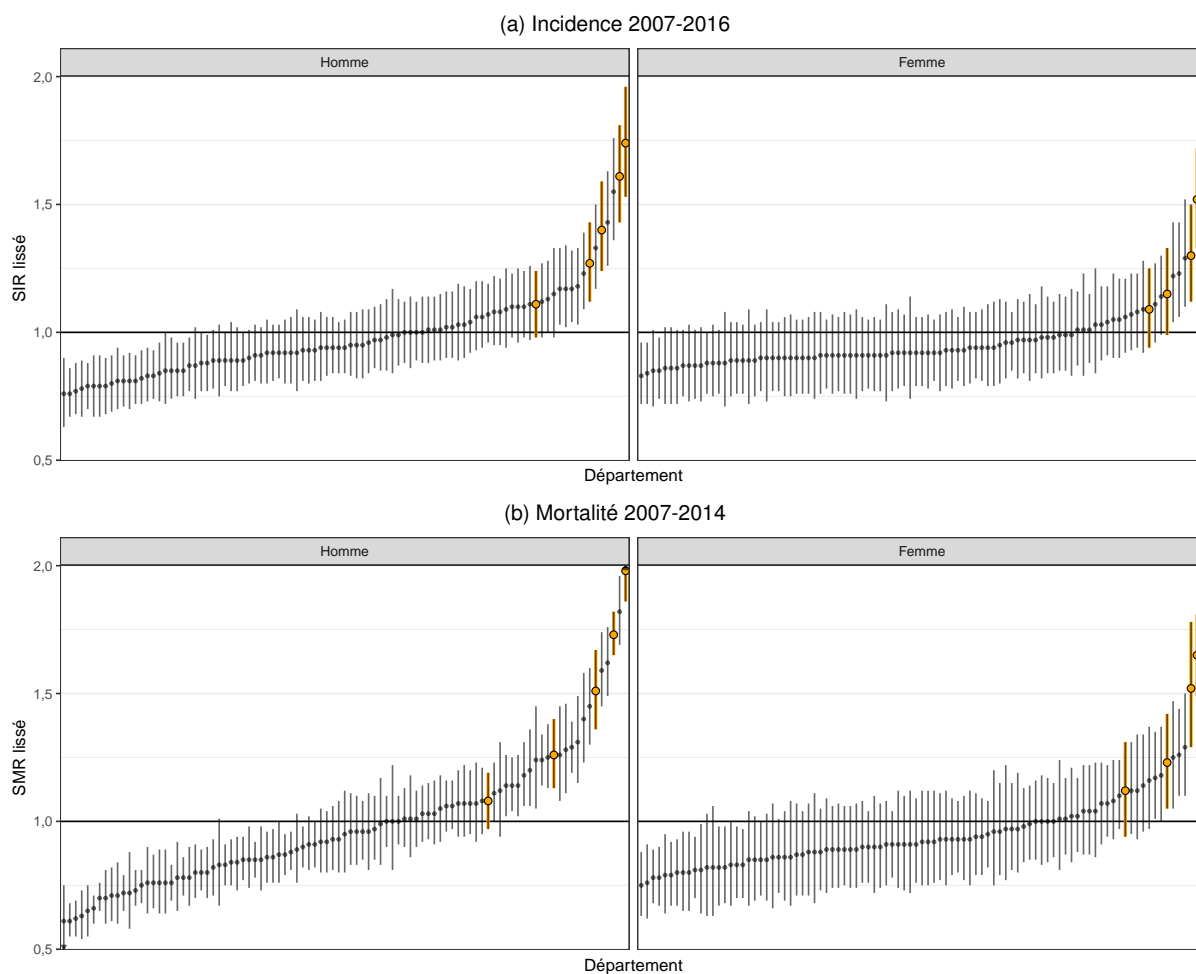 (a) Incidence 2007-2016
Homme
Femme
2,0
1,5
1,0
0,5
SIR lissé
Département
(b) Mortalité 2007-2014
Homme
Femme
2,0
1,5
1,0
0,5
SMR lissé
Département